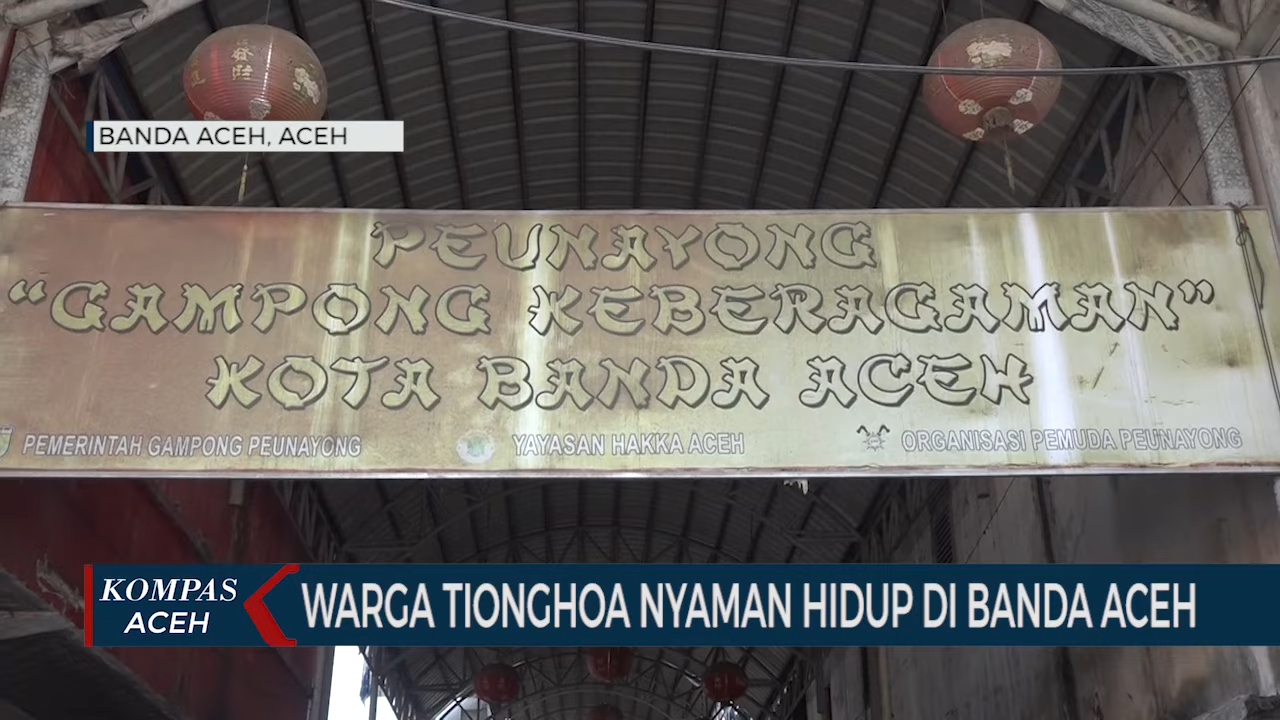 BANDA ACEH, ACEH
PEUNAYONG
“GAMPONG KEBERAGAMAN”
KOTA BANDA ACEH
PEMERINTAH GAMPONG PEUNAYONG YAYASAN HAKKA ACEH ORGANISASI PEMUDA PEUNAYONG
KOMPAS
ACEH
WARGA TIONGHOA NYAMAN HIDUP DI BANDA ACEH